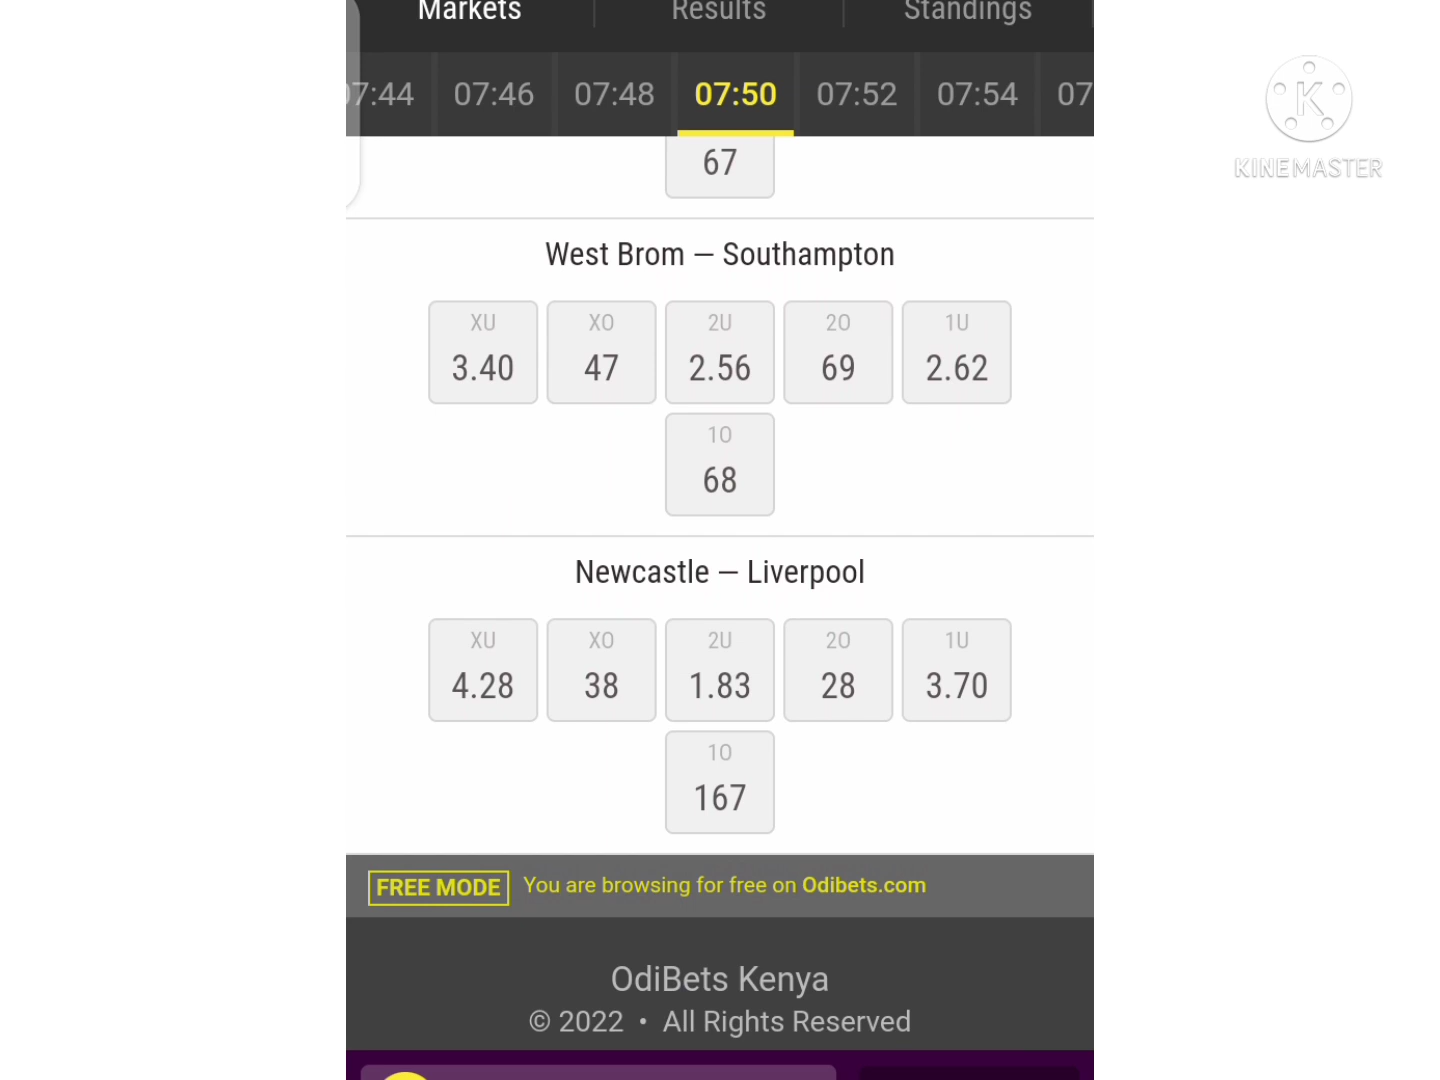 Markets Results Standings
07:44 07:46 07:48 07:50 07:52 07:54 07
67
West Brom — Southampton
XU XO 2U 2O 1U
3.40 47 2.56 69 2.62
1O
68
Newcastle — Liverpool
XU XO 2U 2O 1U
4.28 38 1.83 28 3.70
1O
167
FREE MODE You are browsing for free on Odibets.com
OdiBets Kenya
© 2022 • All Rights Reserved
K
KINEMASTER